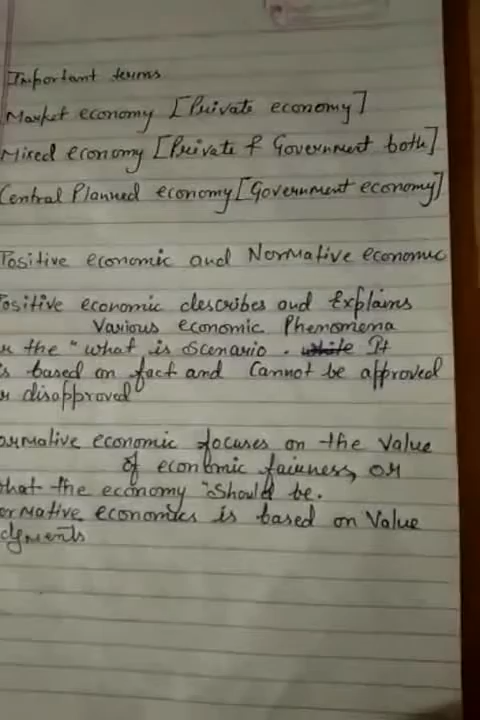 Important terms
Market economy [Private economy]
Mixed economy [Private & Government both]
Central Planned economy [Government economy]
Positive economic and Normative economic
Positive economic describes and Explains
Various economic Phenomena
r the "what is Scenario. It
is based on fact and Cannot be approved
r disapproved
ormative economic focuses on the Value
of economic fairness, or
hat the economy "Should be.
ormative economics is based on Value
dgments